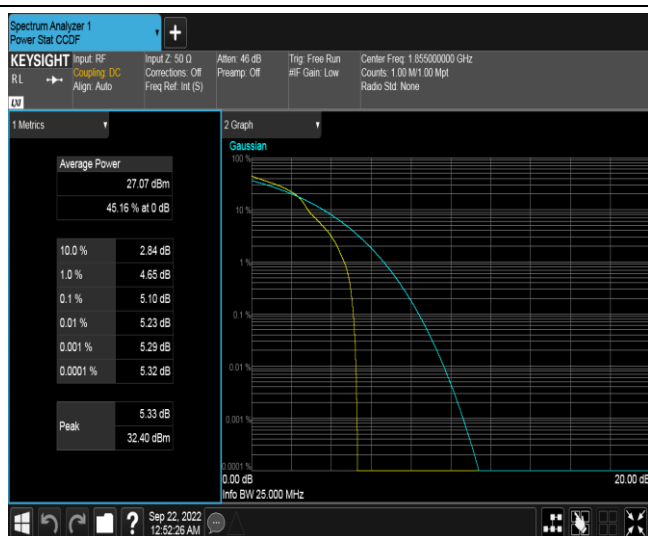 Spectrum Analyzer 1
Power Stat CCDF
+
KEYSIGHT
RL
LXI
Input: RF
Coupling: DC
Align: Auto
Input Z: 50 Ω
Corrections: Off
Freq Ref: Int (S)
Atten: 46 dB
Preamp: Off
Trig: Free Run
#IF Gain: Low
Center Freq: 1.855000000 GHz
Counts: 1.00 M/1.00 Mpt
Radio Std: None
1 Metrics
Average Power
27.07 dBm
45.16 % at 0 dB
10.0 % 2.84 dB
1.0 % 4.65 dB
0.1 % 5.10 dB
0.01 % 5.23 dB
0.001 % 5.29 dB
0.0001 % 5.32 dB
Peak
5.33 dB
32.40 dBm
2 Graph
Gaussian
100 %
10 %
1 %
0.1 %
0.01 %
0.001 %
0.0001 %
0.00 dB 20.00 dB
Info BW 25.000 MHz
?
Sep 22, 2022
12:52:26 AM